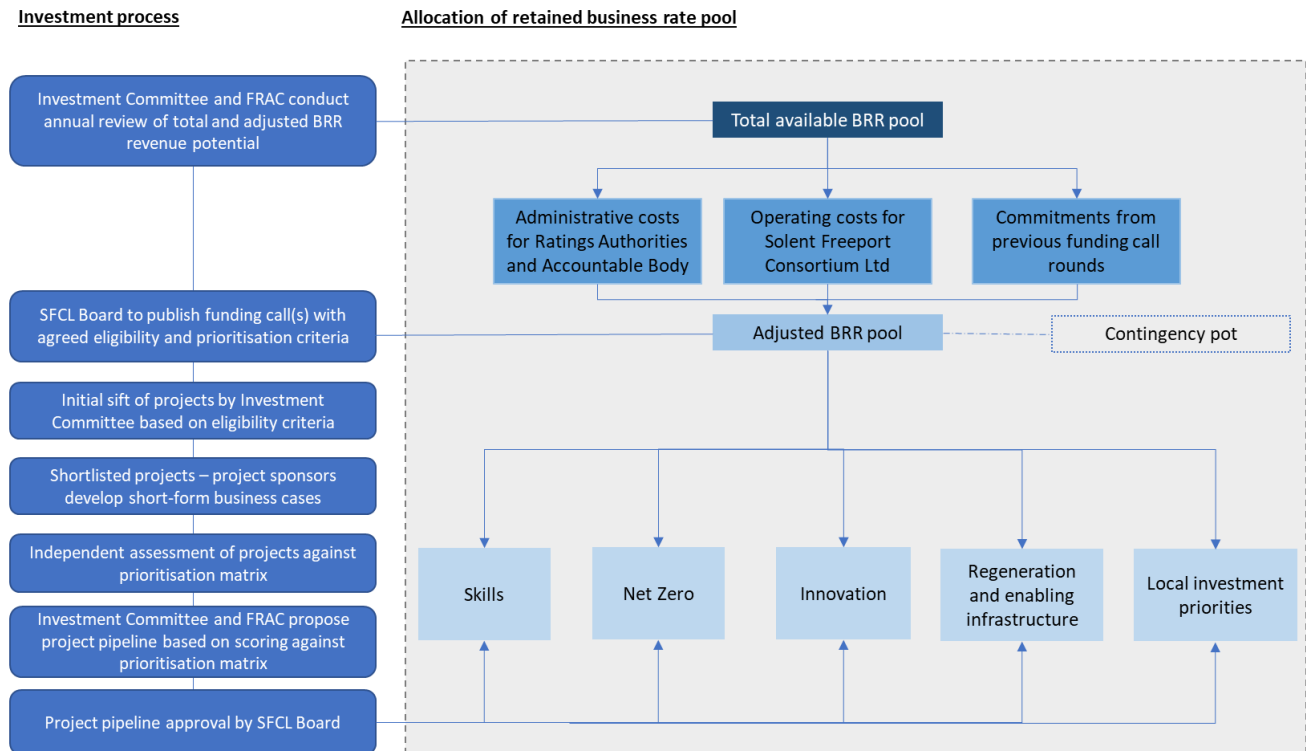 Investment process
Allocation of retained business rate pool
Investment Committee and FRAC conduct
annual review of total and adjusted BRR
revenue potential
Total available BRR pool
Administrative costs
for Ratings Authorities
and Accountable Body
Operating costs for
Solent Freeport
Consortium Ltd
Commitments from
previous funding call
rounds
SFCL Board to publish funding call(s) with
agreed eligibility and prioritisation criteria
Adjusted BRR pool
Contingency pot
Initial sift of projects by Investment
Committee based on eligibility criteria
Shortlisted projects – project sponsors
develop short-form business cases
Independent assessment of projects against
prioritisation matrix
Investment Committee and FRAC propose
project pipeline based on scoring against
prioritisation matrix
Skills
Net Zero
Innovation
Regeneration
and enabling
infrastructure
Local investment
priorities
Project pipeline approval by SFCL Board